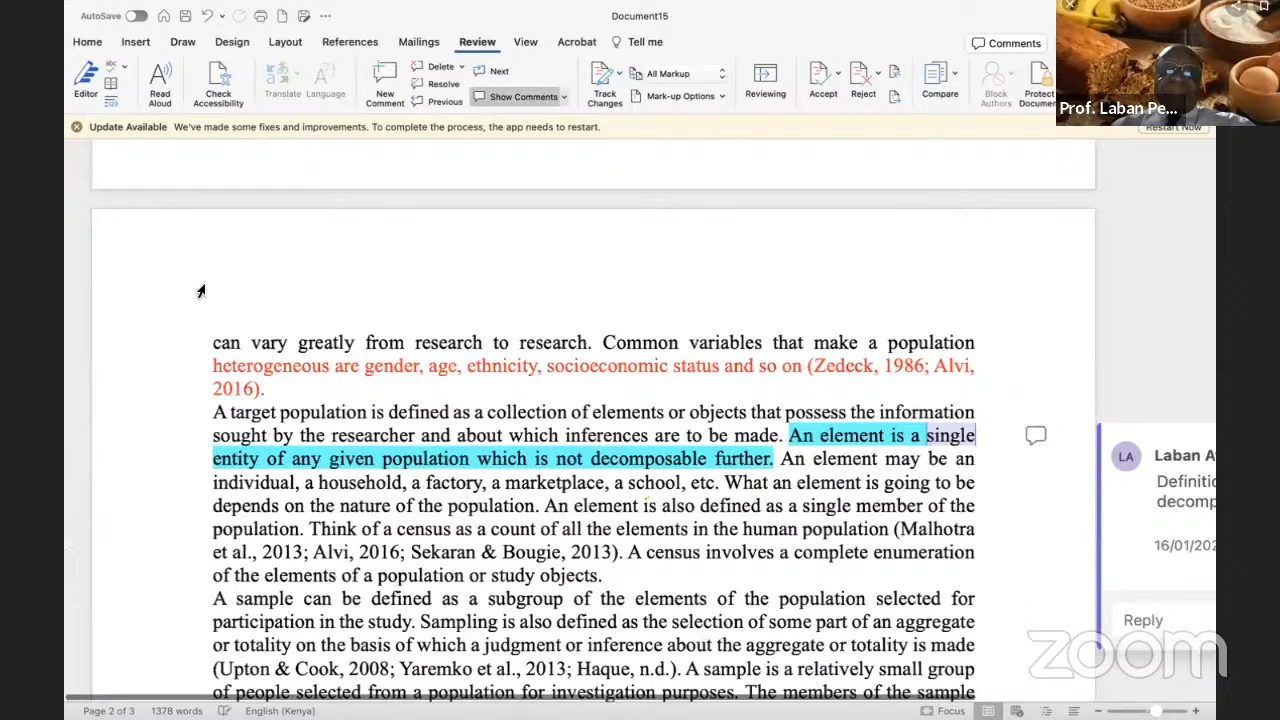 AutoSave
Document15
Home Insert Draw Design Layout References Mailings Review View Acrobat Tell me
Comments
Editor
Read Aloud
Check Accessibility
Translate
Language
New Comment
Delete
Resolve
Previous
Next
Show Comments
Track Changes
All Markup
Mark-up Options
Reviewing
Accept
Reject
Compare
Block Authors
Protect
Prof. Laban Pe...
Update Available We've made some fixes and improvements. To complete the process, the app needs to restart.
Restart Now
can vary greatly from research to research. Common variables that make a population
heterogeneous are gender, age, ethnicity, socioeconomic status and so on (Zedeck, 1986; Alvi,
2016).
A target population is defined as a collection of elements or objects that possess the information
sought by the researcher and about which inferences are to be made. An element is a single
entity of any given population which is not decomposable further. An element may be an
individual, a household, a factory, a marketplace, a school, etc. What an element is going to be
depends on the nature of the population. An element is also defined as a single member of the
population. Think of a census as a count of all the elements in the human population (Malhotra
et al., 2013; Alvi, 2016; Sekaran & Bougie, 2013). A census involves a complete enumeration
of the elements of a population or study objects.
A sample can be defined as a subgroup of the elements of the population selected for
participation in the study. Sampling is also defined as the selection of some part of an aggregate
or totality on the basis of which a judgment or inference about the aggregate or totality is made
(Upton & Cook, 2008; Yaremko et al., 2013; Haque, n.d.). A sample is a relatively small group
of people selected from a population for investigation purposes. The members of the sample
LA
Laban
Definitio
decomp
16/01/202
Reply
zoom
Page 2 of 3 1378 words English (Kenya)
Focus